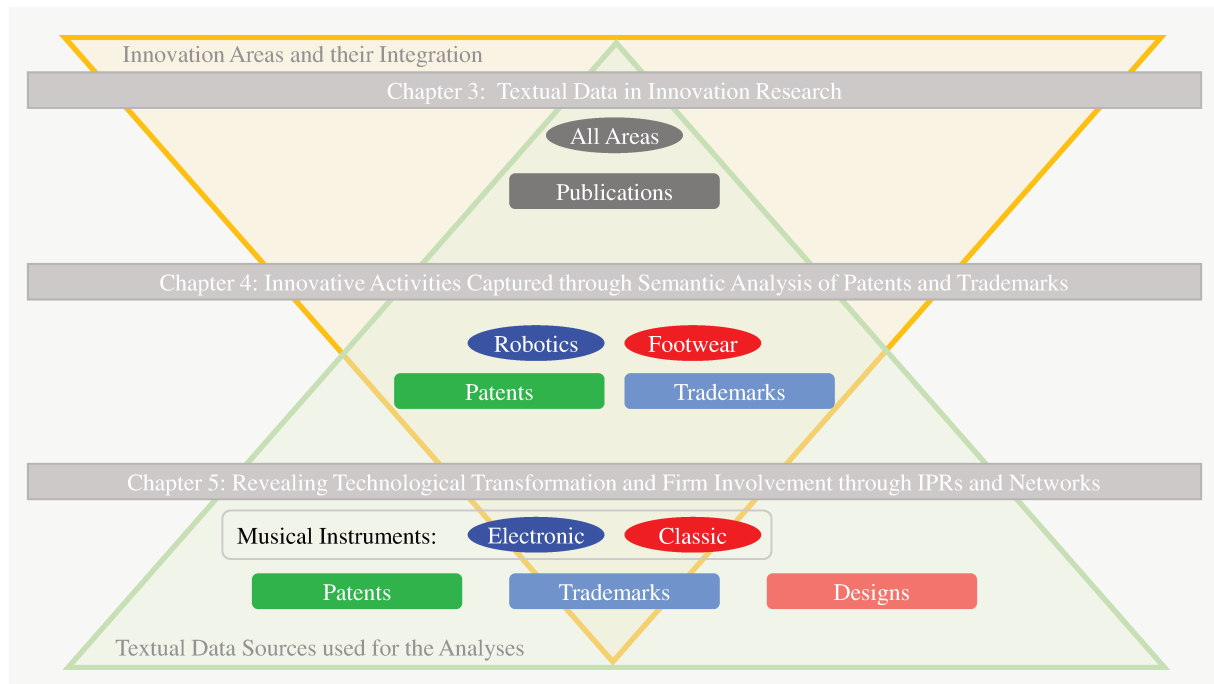 Innovation Areas and their Integration
Chapter 3:  Textual Data in Innovation Research
All Areas
Publications
Chapter 4: Innovative Activities Captured through Semantic Analysis of Patents and Trademarks
Robotics
Footwear
Patents
Trademarks
Chapter 5: Revealing Technological Transformation and Firm Involvement through IPRs and Networks
Musical Instruments:
Electronic
Classic
Patents
Trademarks
Designs
Textual Data Sources used for the Analyses